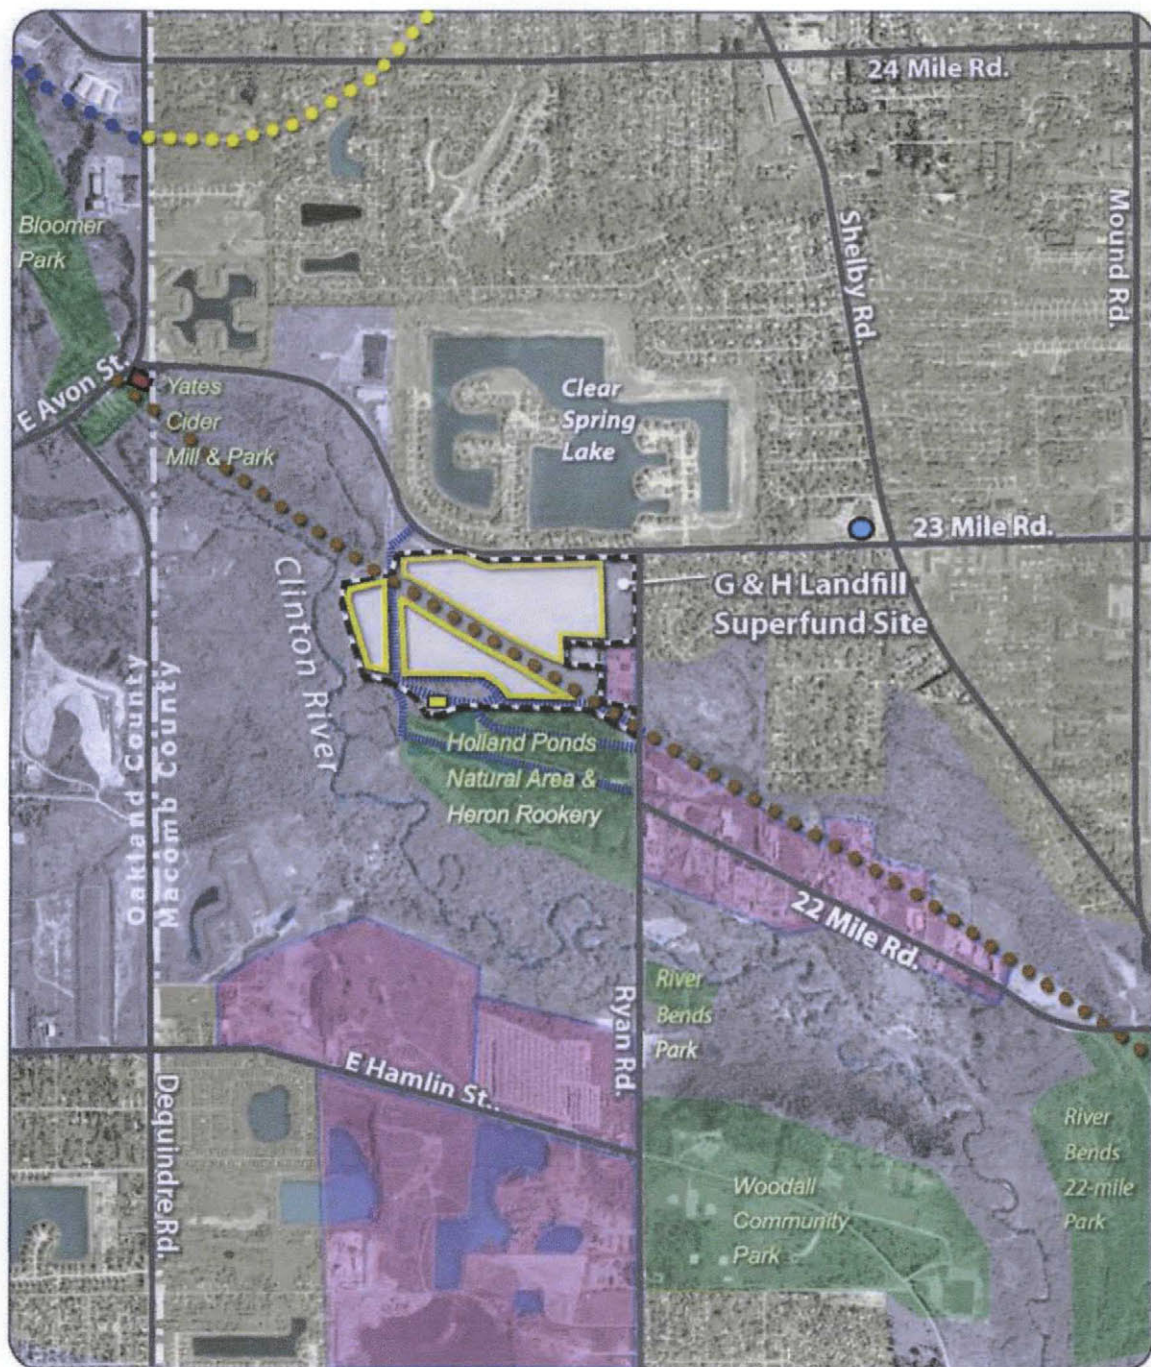 24 Mile Rd.
Bloomer
Park
Shelby Rd.
Mound Rd.
E Avon St.
Yates
Cider
Mill & Park
Clear
Spring
Lake
23 Mile Rd.
Clinton River
G & H Landfill
Superfund Site
Oakland County
Macomb County
Holland Ponds
Natural Area &
Heron Rookery
22 Mile Rd.
River
Bends
Park
Ryan Rd.
E Hamlin St..
Dequindre Rd.
River
Bends
22-mile
Park
Woodall
Community
Park